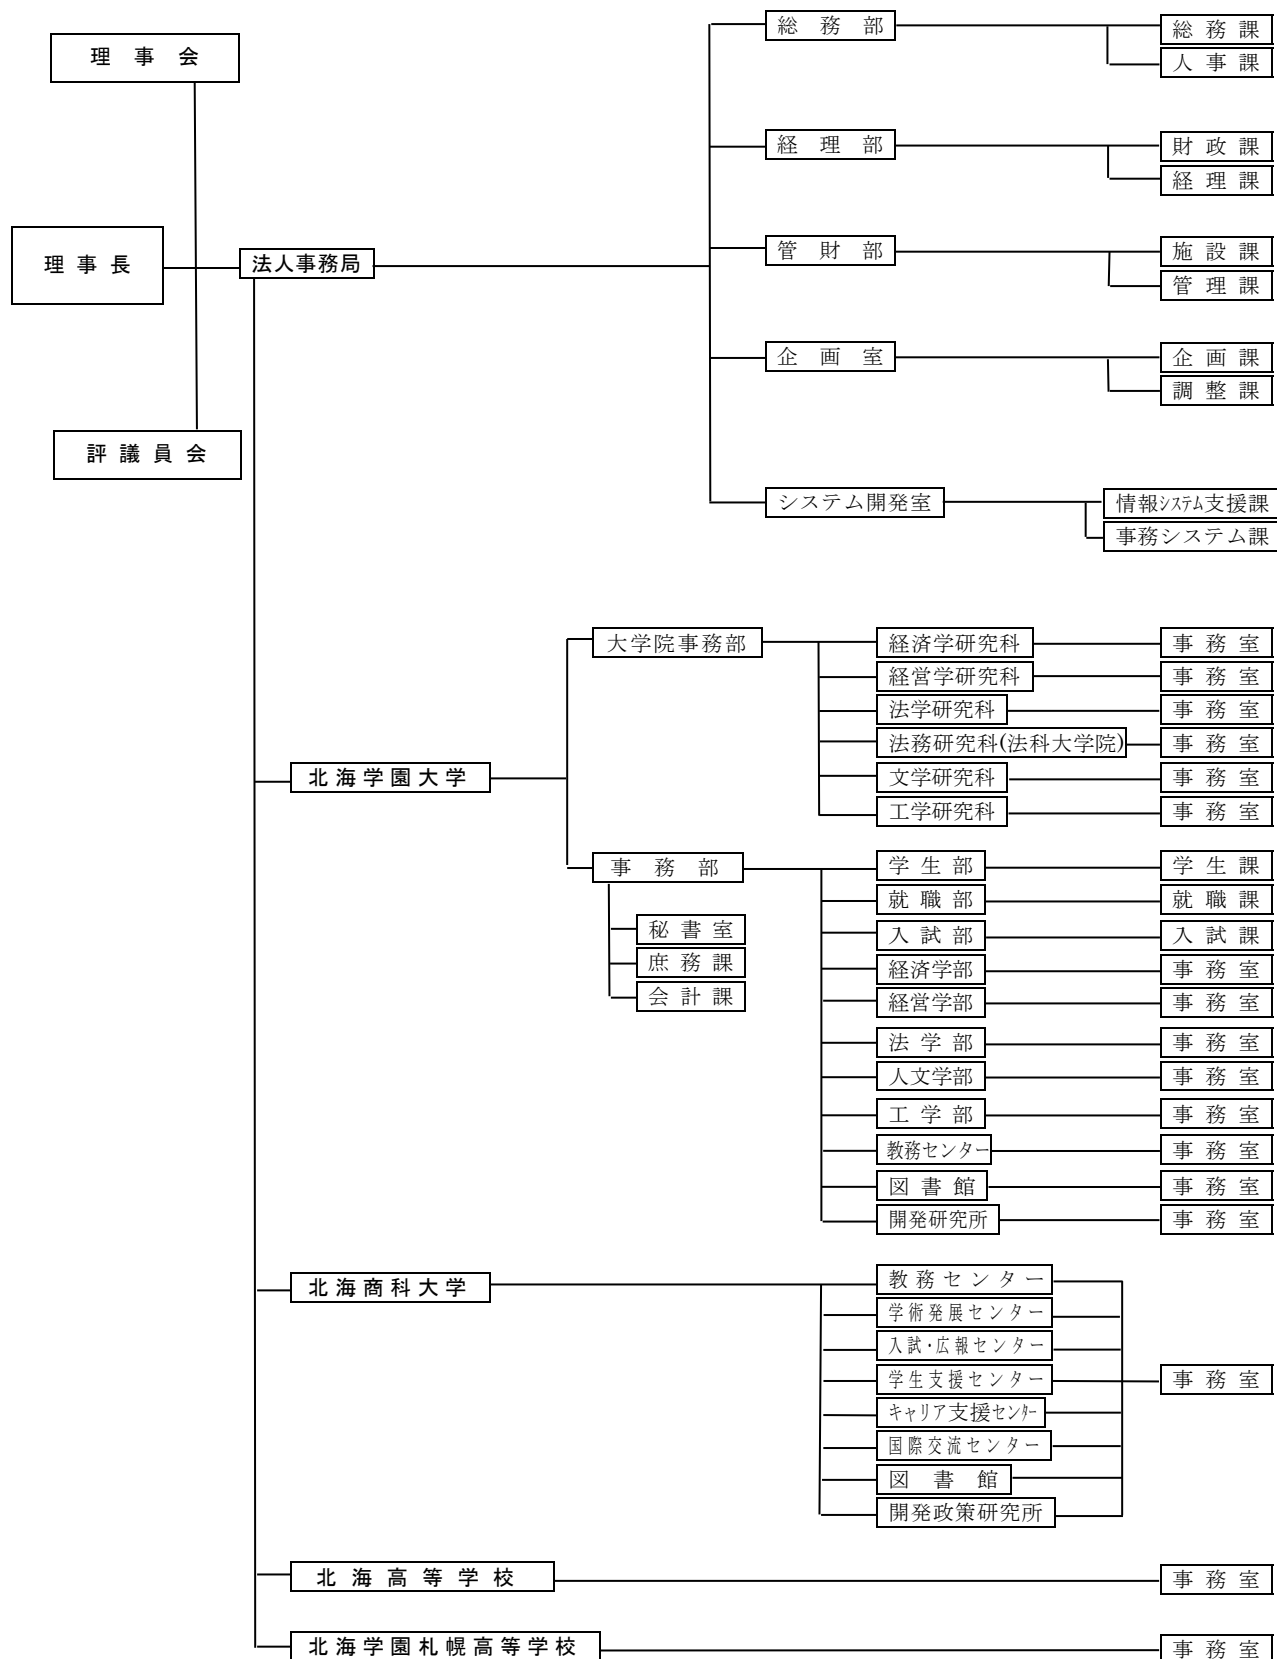 理事会
理事長
評議員会
法人事務局
総務部
総務課
人事課
経理部
財政課
経理課
管財部
施設課
管理課
企画室
企画課
調整課
システム開発室
情報システム支援課
事務システム課
北海学園大学
大学院事務部
経済学研究科 事務室
経営学研究科 事務室
法学研究科 事務室
法務研究科(法科大学院) 事務室
文学研究科 事務室
工学研究科 事務室
事務部
秘書室
庶務課
会計課
学生部 学生課
就職部 就職課
入試部 入試課
経済学部 事務室
経営学部 事務室
法学部 事務室
人文学部 事務室
工学部 事務室
教務センター 事務室
図書館 事務室
開発研究所 事務室
北海商科大学
教務センター
学術発展センター
入試・広報センター
学生支援センター
キャリア支援センター
国際交流センター
図書館
開発政策研究所
事務室
北海高等学校 事務室
北海学園札幌高等学校 事務室